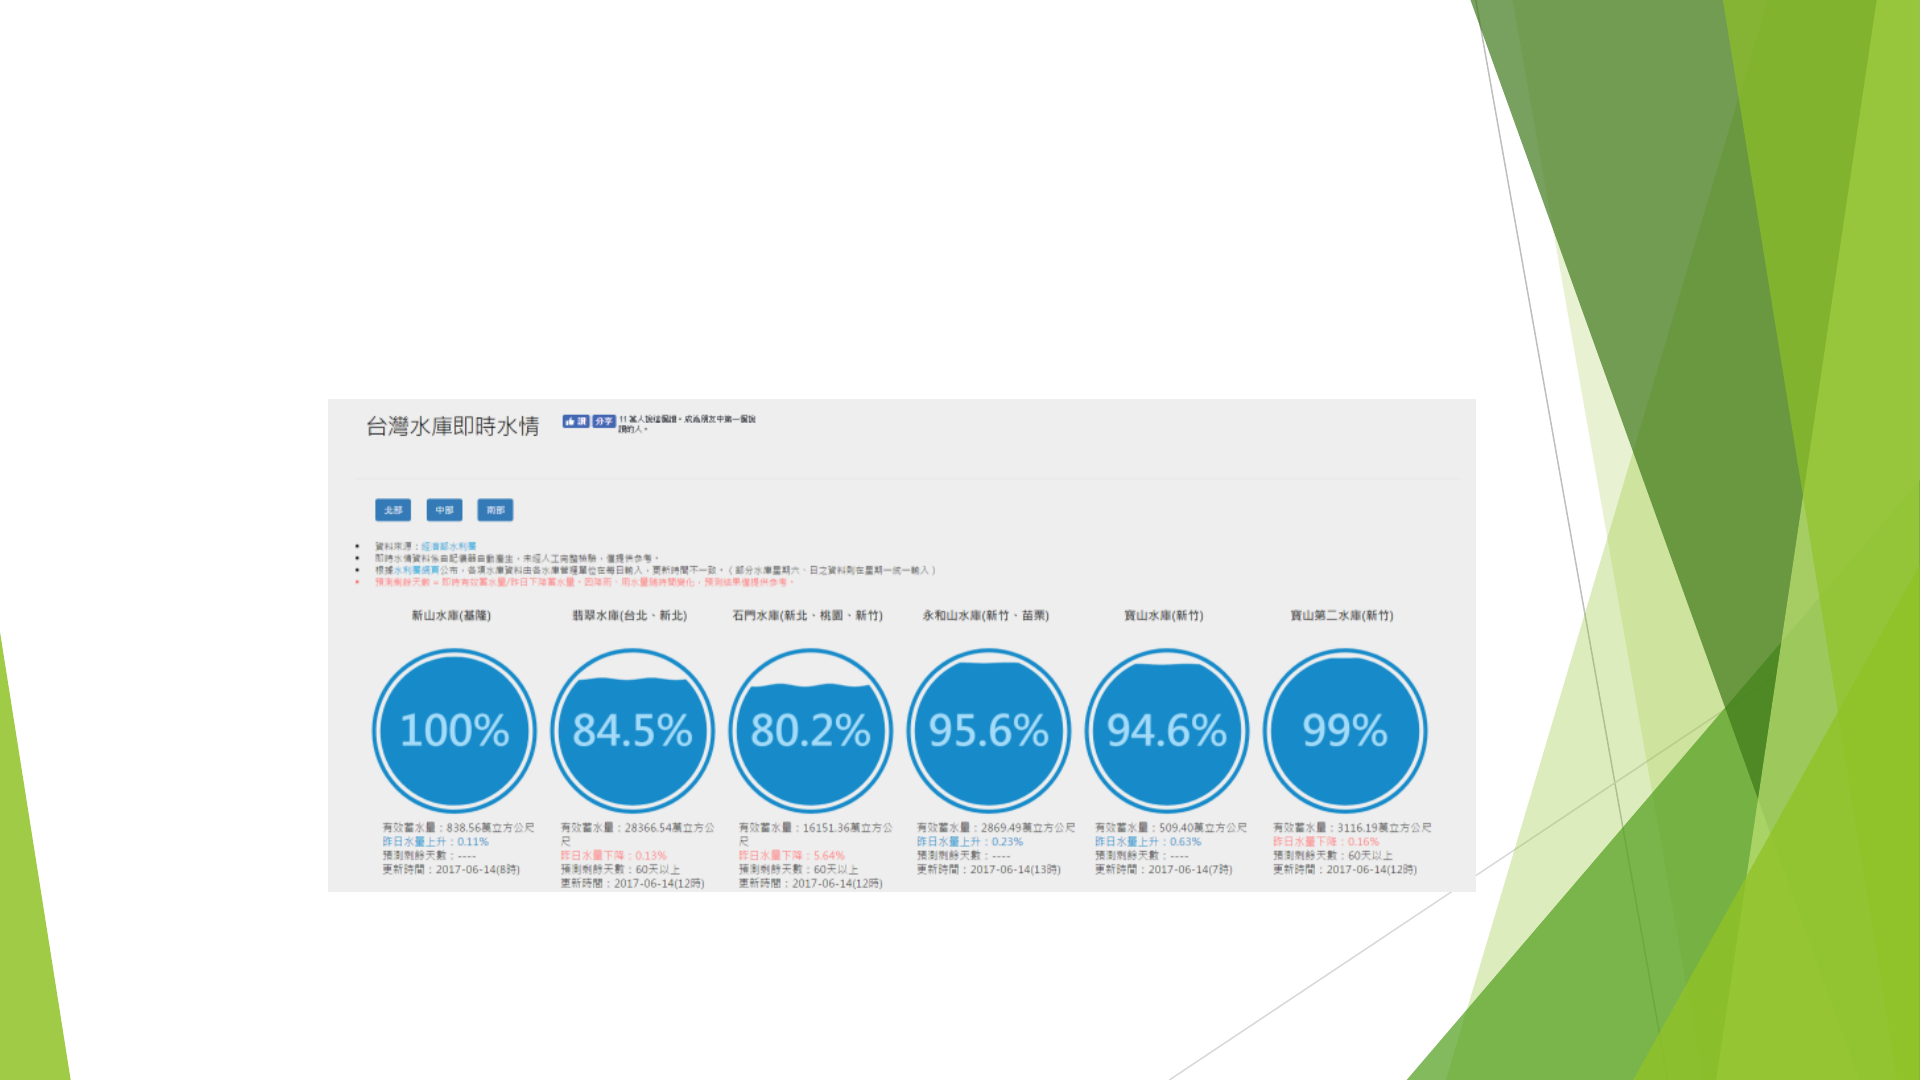 台灣水庫即時水情
讚 分享 11 萬人說這個讚。成為朋友中第一個說
讚的人。
北部 中部 南部
資料來源：經濟部水利署
即時水情資料係由記儀器自動產生，未經人工完整檢驗，僅提供參考。
根據水利署網頁公布，各項水庫資料由各水庫管理單位在每日輸入，更新時間不一致。（部分水庫星期六、日之資料則在星期一統一輸入）
預測剩餘天數 = 即時有效蓄水量/昨日下降蓄水量。因降雨、用水量隨時間變化，預測結果僅提供參考。
新山水庫(基隆) 翡翠水庫(台北、新北) 石門水庫(新北、桃園、新竹) 永和山水庫(新竹、苗栗) 寶山水庫(新竹) 寶山第二水庫(新竹)
100% 84.5% 80.2% 95.6% 94.6% 99%
有效蓄水量：838.56萬立方公尺
昨日水量上升：0.11%
預測剩餘天數：----
更新時間：2017-06-14(8時)
有效蓄水量：28366.54萬立方公
尺
昨日水量下降：0.13%
預測剩餘天數：60天以上
更新時間：2017-06-14(12時)
有效蓄水量：16151.36萬立方公
尺
昨日水量下降：5.64%
預測剩餘天數：60天以上
更新時間：2017-06-14(12時)
有效蓄水量：2869.49萬立方公尺
昨日水量上升：0.23%
預測剩餘天數：----
更新時間：2017-06-14(13時)
有效蓄水量：509.40萬立方公尺
昨日水量上升：0.63%
預測剩餘天數：----
更新時間：2017-06-14(7時)
有效蓄水量：3116.19萬立方公尺
昨日水量下降：0.16%
預測剩餘天數：60天以上
更新時間：2017-06-14(12時)